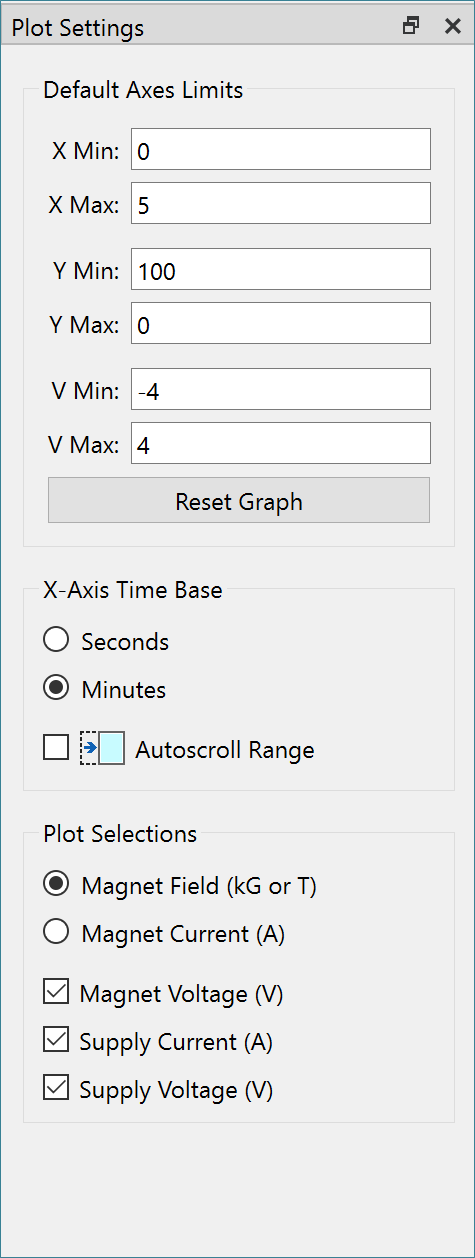 Plot Settings
Default Axes Limits
X Min: 0
X Max: 5
Y Min: 100
Y Max: 0
V Min: -4
V Max: 4
Reset Graph
X-Axis Time Base
Seconds
Minutes
Autoscroll Range
Plot Selections
Magnet Field (kG or T)
Magnet Current (A)
Magnet Voltage (V)
Supply Current (A)
Supply Voltage (V)